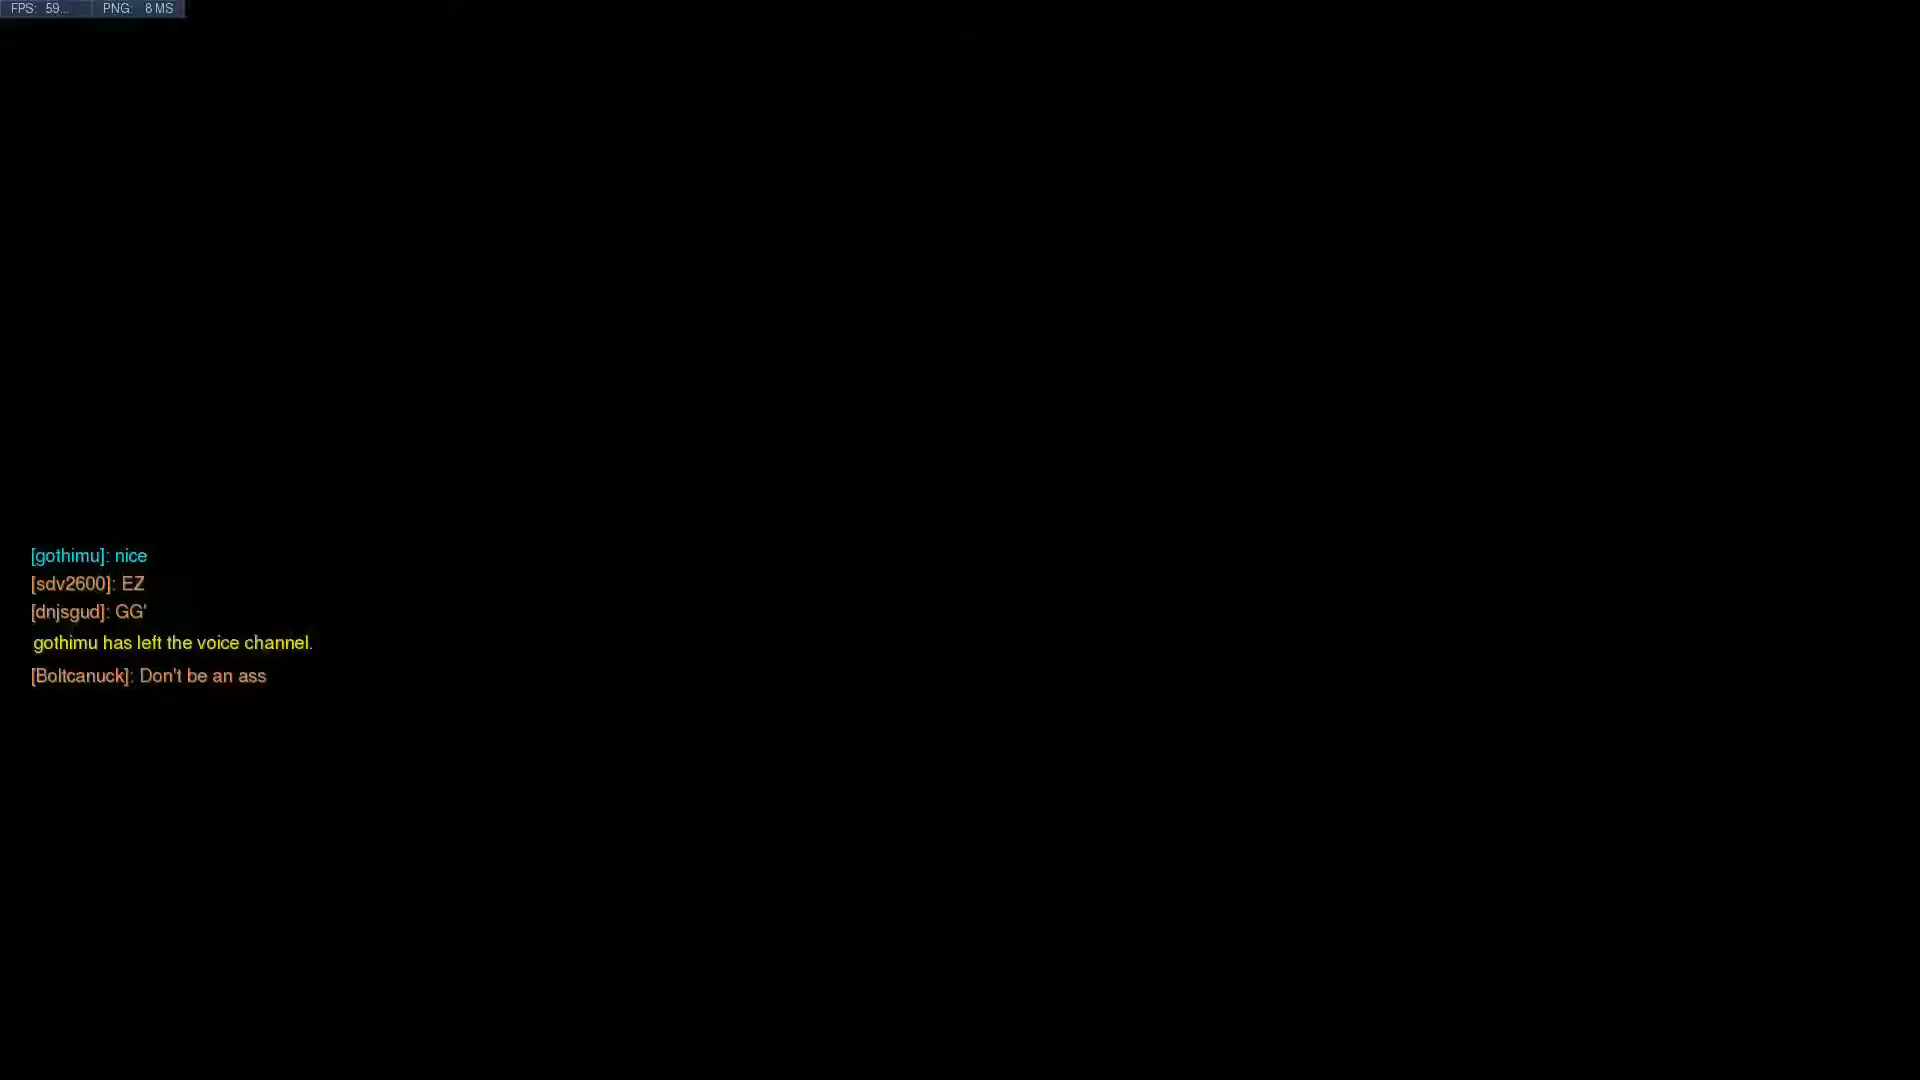 FPS: 59... PNG: 8 MS
[gothimu]: nice
[sdv2600]: EZ
[dnjsgud]: GG'
gothimu has left the voice channel.
[Boltcanuck]: Don't be an ass